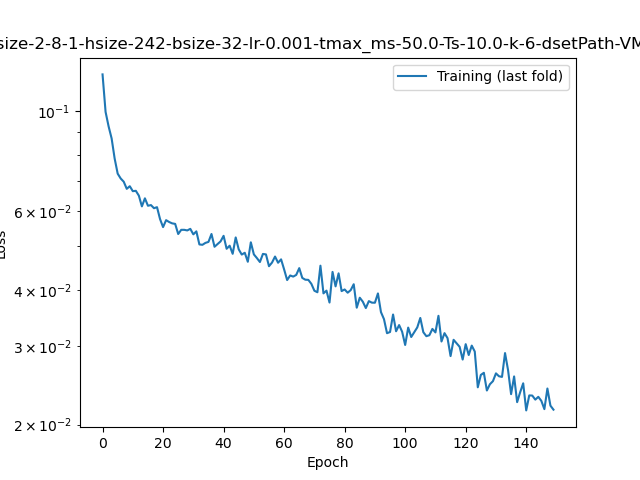 size-2-8-1-hsize-242-bsize-32-lr-0.001-tmax_ms-50.0-Ts-10.0-k-6-dsetPath-VM
Training (last fold)
10⁻¹
6 × 10⁻²
4 × 10⁻²
3 × 10⁻²
2 × 10⁻²
Loss
0 20 40 60 80 100 120 140
Epoch